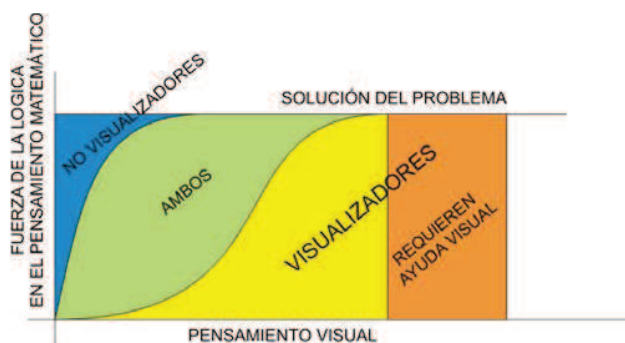 FUERZA DE LA LOGICA
EN EL PENSAMIENTO MATEMÁTICO
NO VISUALIZADORES
SOLUCIÓN DEL PROBLEMA
AMBOS
VISUALIZADORES
REQUIEREN
AYUDA VISUAL
PENSAMIENTO VISUAL